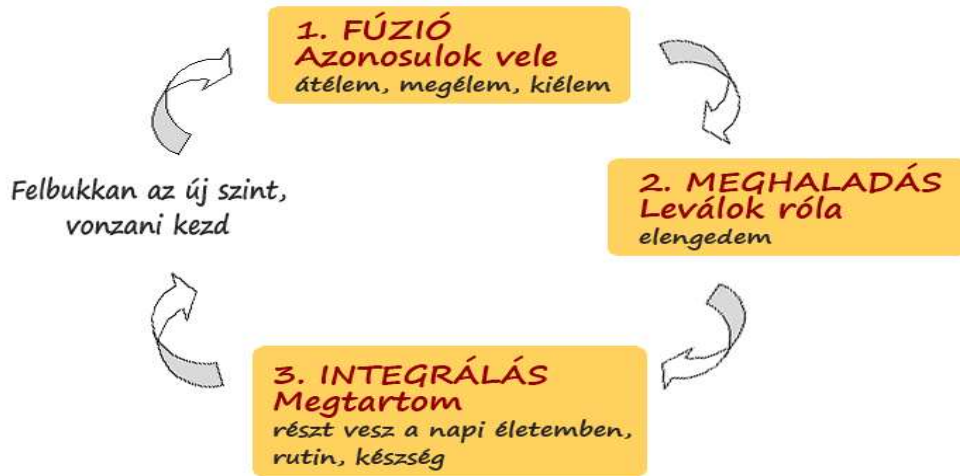 1. FÚZIÓ
Azonosulok vele
átélem, megélem, kiélem
2. MEGHALADÁS
Leválok róla
elengedem
3. INTEGRÁLÁS
Megtartom
részt vesz a napi életemben,
rutin, készség
Felbukkan az új szint,
vonzani kezd